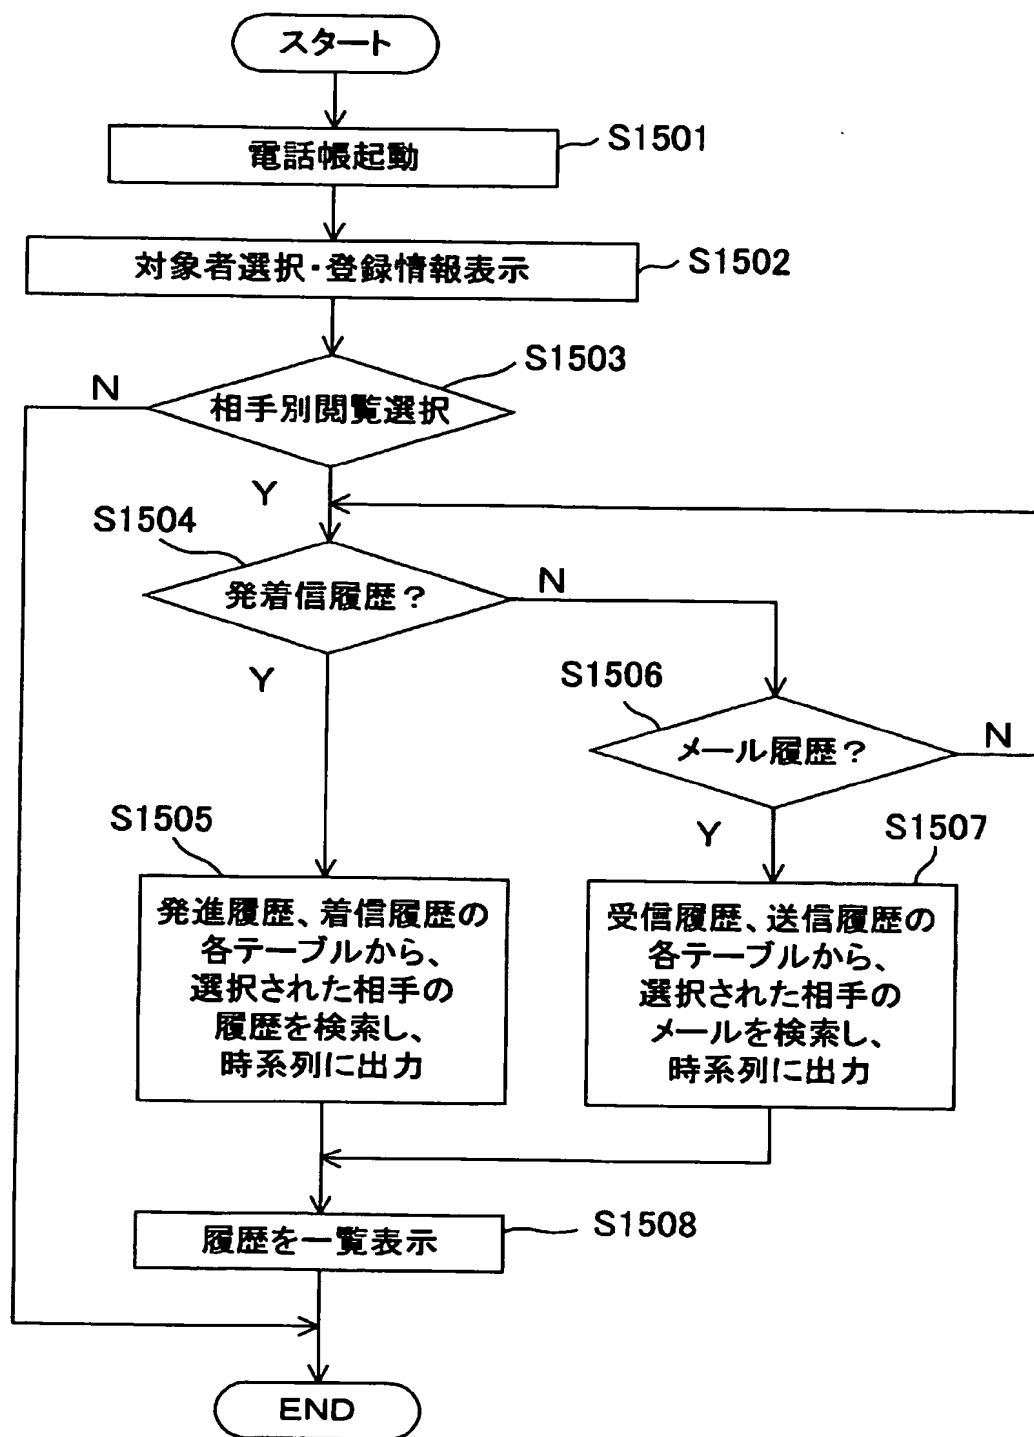 スタート
S1501
電話帳起動
S1502
対象者選択・登録情報表示
S1503
N
相手別閲覧選択
Y
S1504
N
発着信履歴？
Y
S1506
N
メール履歴？
S1505
Y
S1507
発進履歴、着信履歴の
各テーブルから、
選択された相手の
履歴を検索し、
時系列に出力
受信履歴、送信履歴の
各テーブルから、
選択された相手の
メールを検索し、
時系列に出力
S1508
履歴を一覧表示
END